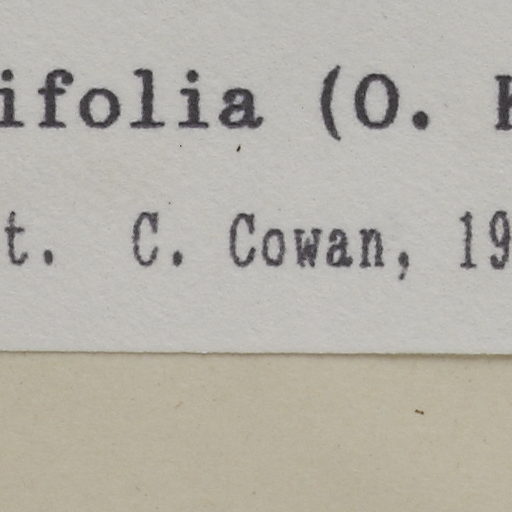 ifolia (O. K
t. C. Cowan, 19